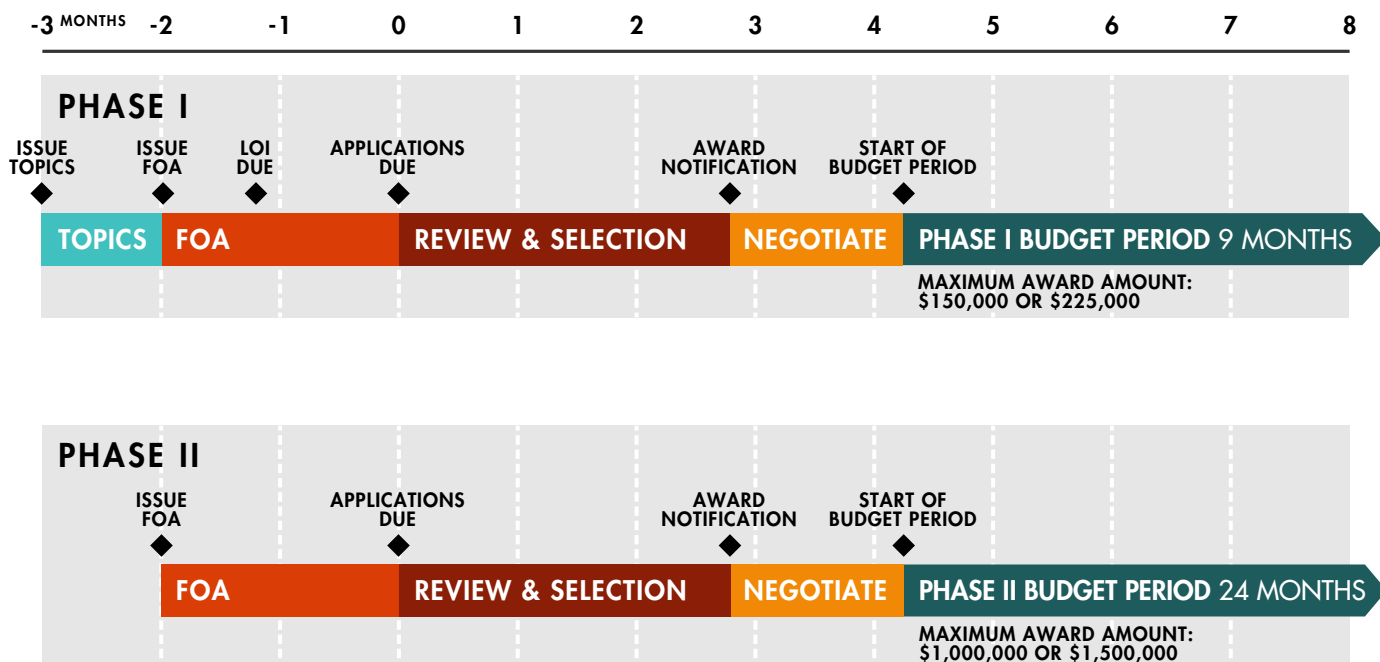 -3 MONTHS -2 -1 0 1 2 3 4 5 6 7 8
PHASE I
ISSUE
TOPICS
ISSUE
FOA
LOI
DUE
APPLICATIONS
DUE
AWARD
NOTIFICATION
START OF
BUDGET PERIOD
TOPICS FOA REVIEW & SELECTION NEGOTIATE PHASE I BUDGET PERIOD 9 MONTHS
MAXIMUM AWARD AMOUNT:
$150,000 OR $225,000
PHASE II
ISSUE
FOA
APPLICATIONS
DUE
AWARD
NOTIFICATION
START OF
BUDGET PERIOD
FOA REVIEW & SELECTION NEGOTIATE PHASE II BUDGET PERIOD 24 MONTHS
MAXIMUM AWARD AMOUNT:
$1,000,000 OR $1,500,000